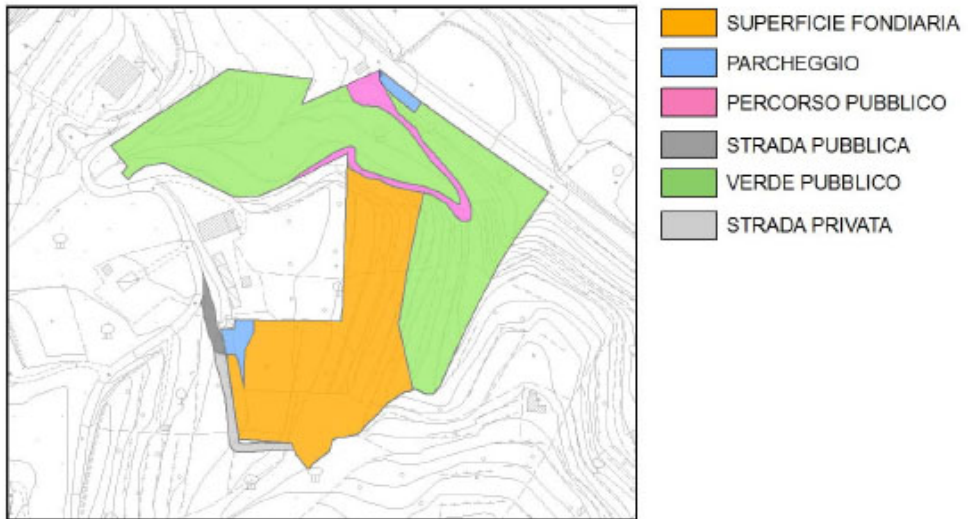 SUPERFICIE FONDIARIA
PARCHEGGIO
PERCORSO PUBBLICO
STRADA PUBBLICA
VERDE PUBBLICO
STRADA PRIVATA